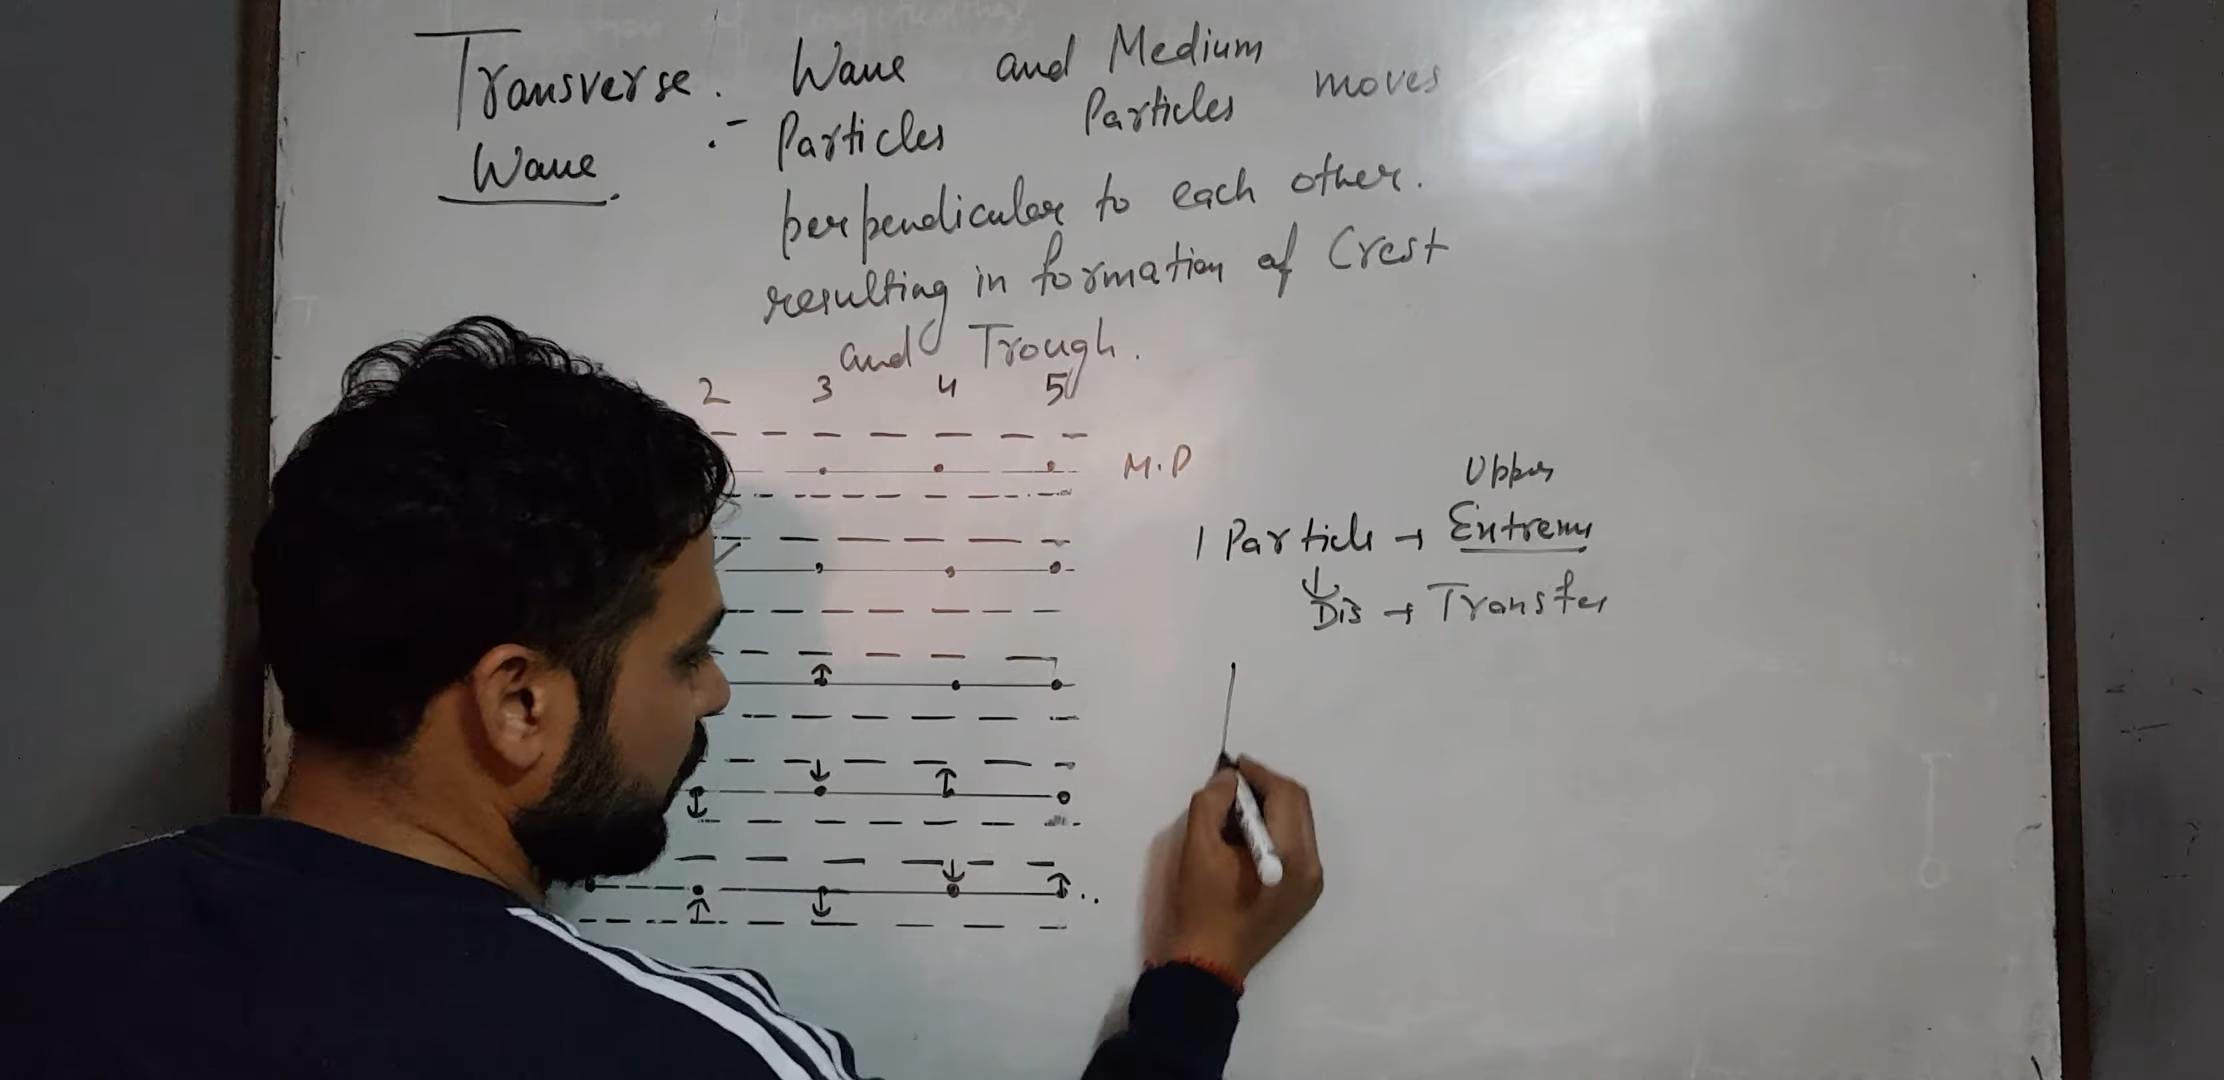 Transverse :- Wave and Medium
Wave Particles Particles moves
perpendicular to each other.
resulting in formation of Crest
and Trough.
2 3 4 5
M.P
Upper
1 Particle → Extreme
↓
Dis → Transfer